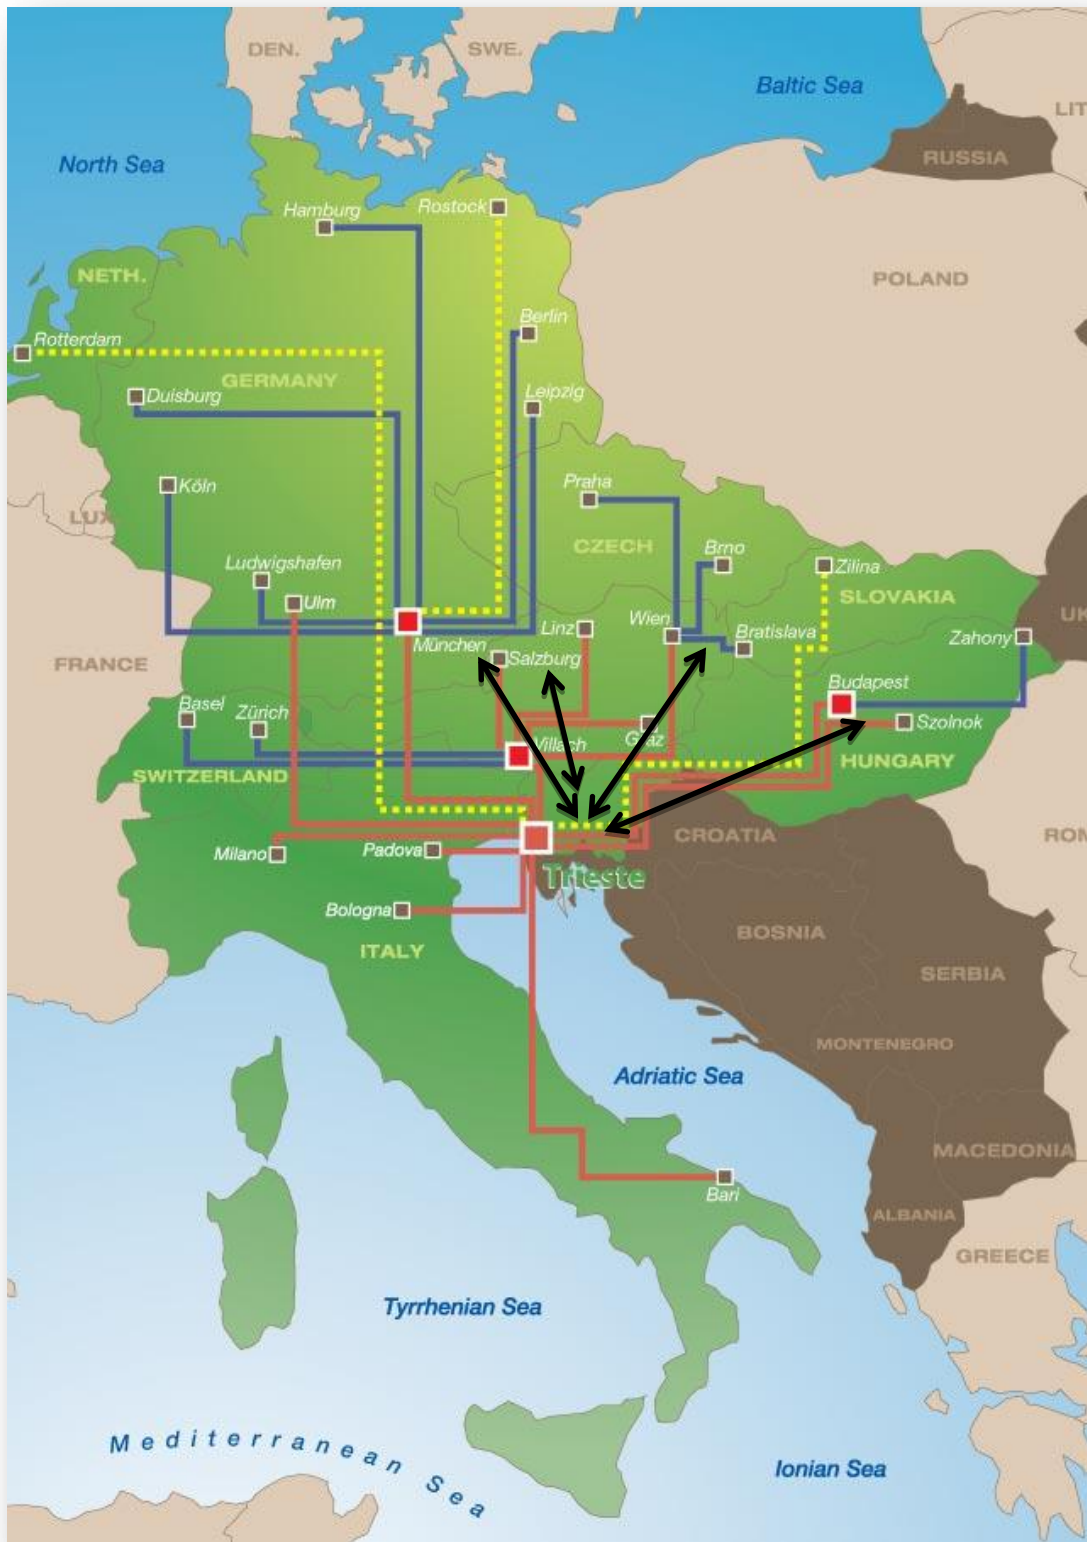 DEN.
SWE.
Baltic Sea
LIT
RUSSIA
North Sea
Hamburg
Rostock
NETH.
POLAND
Berlin
Rotterdam
GERMANY
Duisburg
Leipzig
Köln
Praha
LUX
CZECH
Brno
Ludwigshafen
Zilina
Ulm
SLOVAKIA
UK
Linz
Wien
Bratislava
Zahony
München
Salzburg
FRANCE
Budapest
Basel
Zürich
Szolnok
Graz
Villach
SWITZERLAND
HUNGARY
CROATIA
ROM
Milano
Padova
Trieste
Bologna
BOSNIA
ITALY
SERBIA
MONTENEGRO
Adriatic Sea
MACEDONIA
Bari
ALBANIA
GREECE
Tyrrhenian Sea
Mediterranean Sea
Ionian Sea